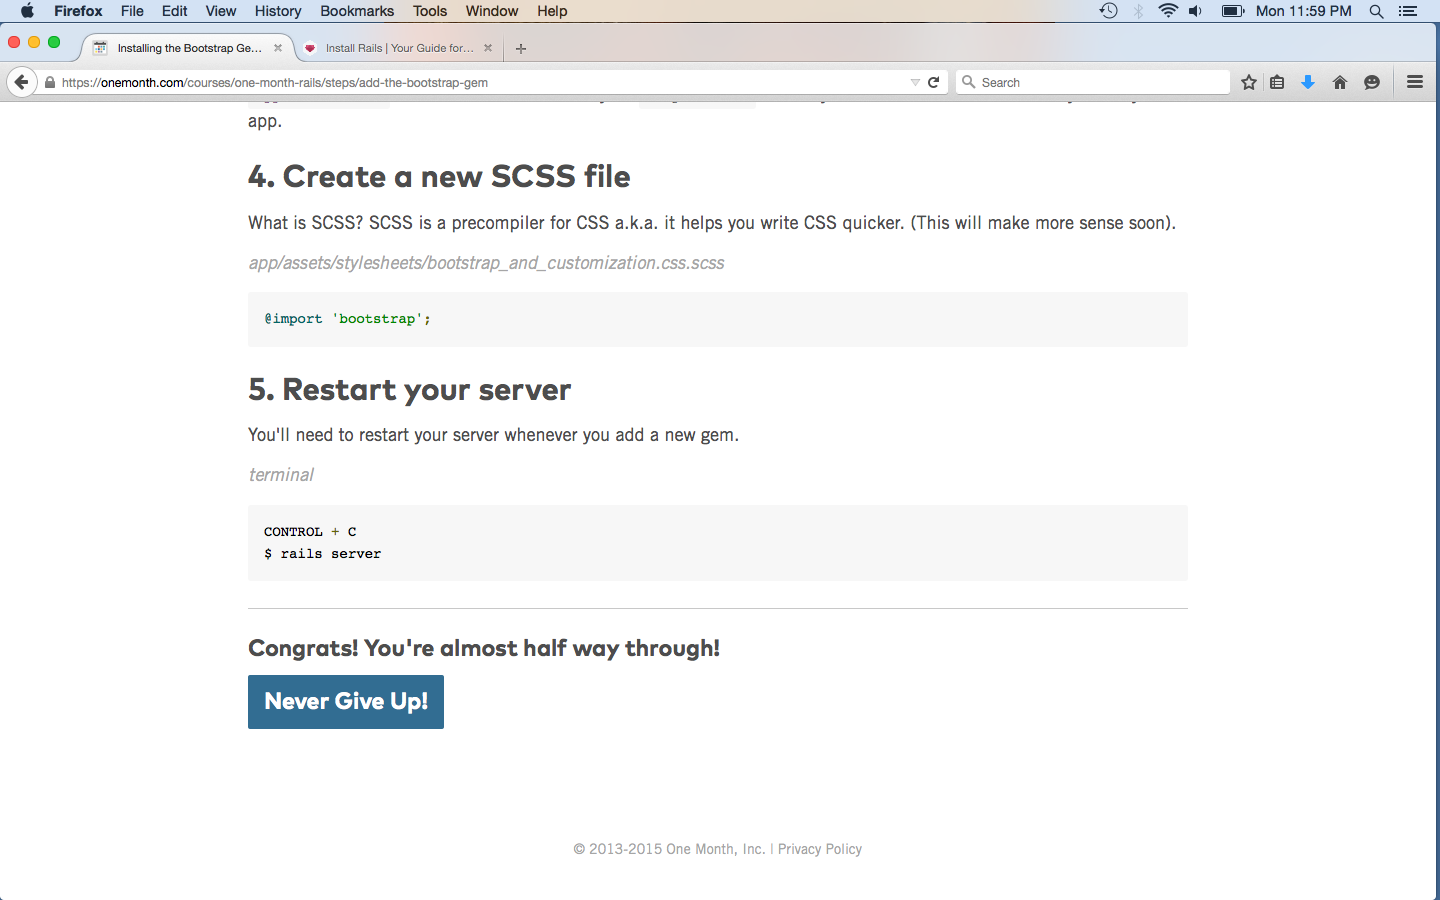 Firefox File Edit View History Bookmarks Tools Window Help Mon 11:59 PM
Installing the Bootstrap Ge... Install Rails | Your Guide for...
https://onemonth.com/courses/one-month-rails/steps/add-the-bootstrap-gem Search
app.
4. Create a new SCSS file
What is SCSS? SCSS is a precompiler for CSS a.k.a. it helps you write CSS quicker. (This will make more sense soon).
app/assets/stylesheets/bootstrap_and_customization.css.scss
@import 'bootstrap';
5. Restart your server
You'll need to restart your server whenever you add a new gem.
terminal
CONTROL + C
$ rails server
Congrats! You're almost half way through!
Never Give Up!
© 2013-2015 One Month, Inc. | Privacy Policy